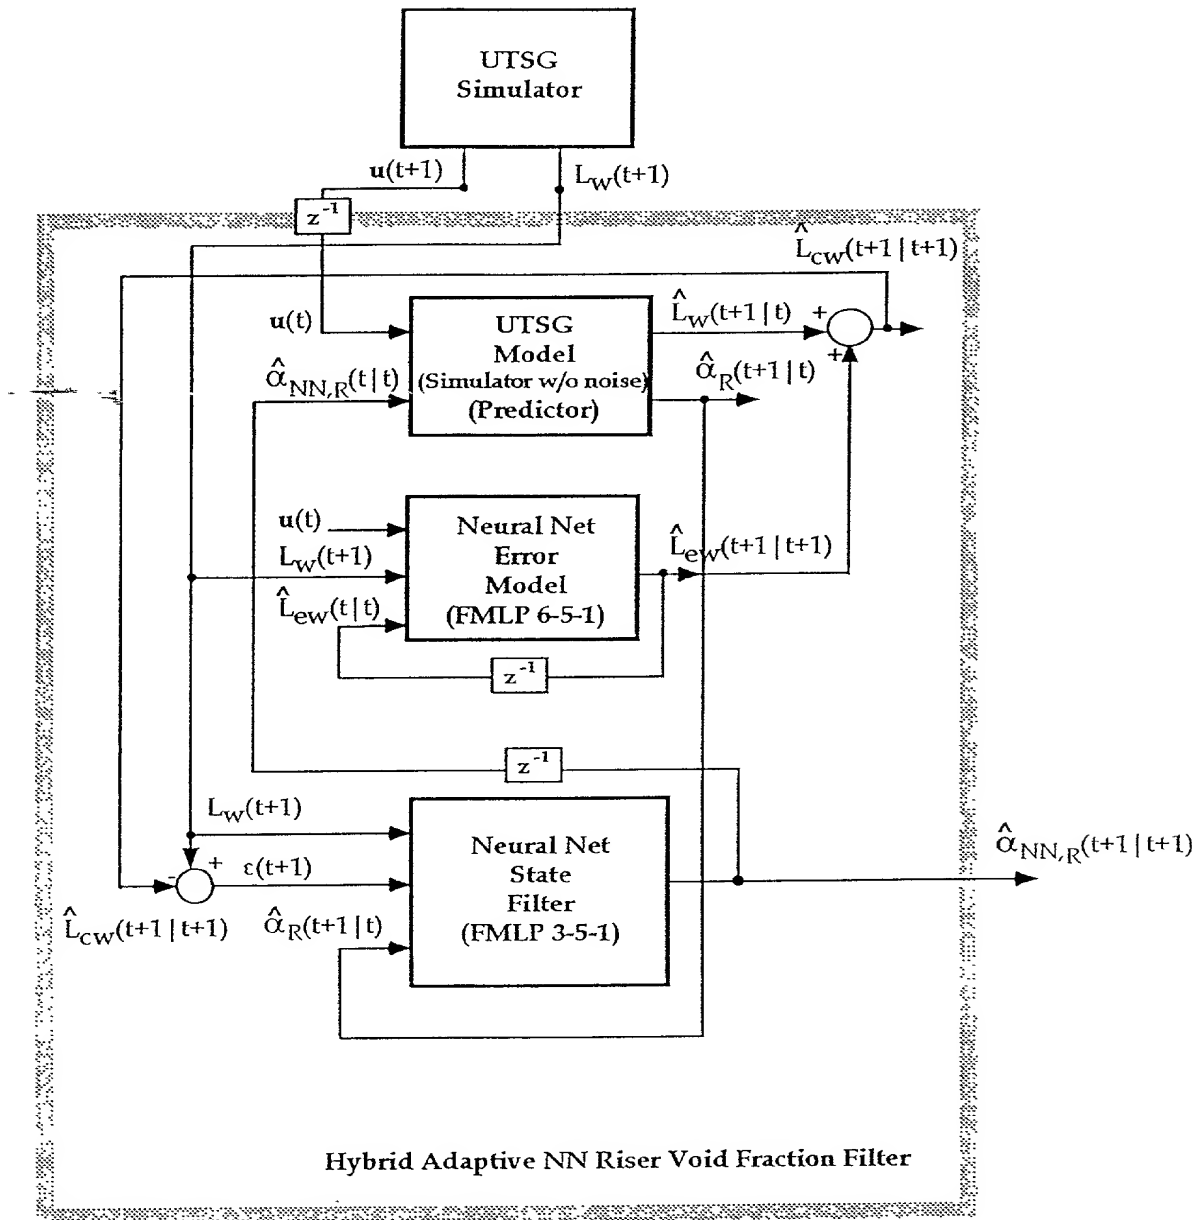 UTSG
Simulator
u(t+1)
L_W(t+1)
z⁻¹
L̂_cw(t+1|t+1)
u(t)
UTSG
Model
(Simulator w/o noise)
(Predictor)
L̂_W(t+1|t)
+
+
α̂_NN,R(t|t)
α̂_R(t+1|t)
u(t)
L_W(t+1)
L̂_ew(t|t)
Neural Net
Error
Model
(FMLP 6-5-1)
L̂_ew(t+1|t+1)
z⁻¹
z⁻¹
L_W(t+1)
+
-
ε(t+1)
L̂_cw(t+1|t+1)
α̂_R(t+1|t)
Neural Net
State
Filter
(FMLP 3-5-1)
α̂_NN,R(t+1|t+1)
Hybrid Adaptive NN Riser Void Fraction Filter